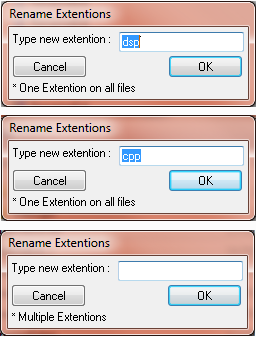 Rename Extentions
Type new extention : dsp
Cancel OK
* One Extention on all files
Rename Extentions
Type new extention : cpp
Cancel OK
* One Extention on all files
Rename Extentions
Type new extention :
Cancel OK
* Multiple Extentions